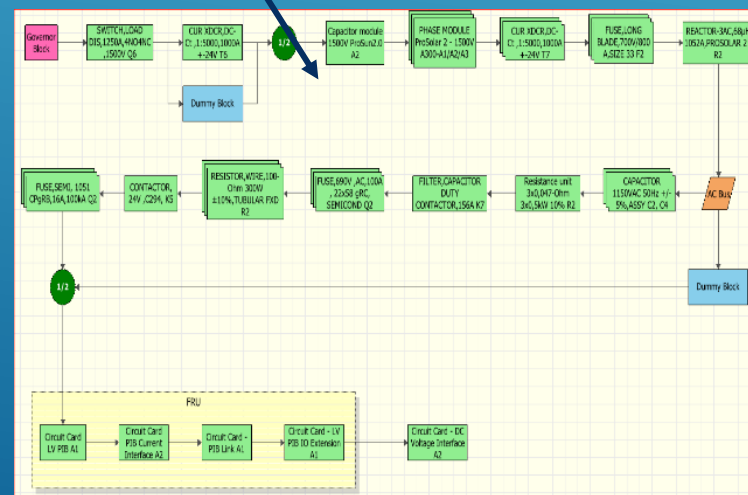 Governor
Block
SWITCH,LOAD
DIS,1250A,4NO4NC
,1500V Q6
CUR XDCR,DC-
Ct ,1:5000,1000A
+-24V T6
1/2
Capacitor module
1500V ProSun2.0
A2
PHASE MODULE
ProSolar 2 - 1500V
A300-A1/A2/A3
CUR XDCR,DC-
Ct ,1:5000,1000A
+-24V T7
FUSE,LONG
BLADE,700V/800
A,SIZE 33 F2
REACTOR-3AC,68µH
1052A,PROSOLAR 2
R2
Dummy Block
FUSE,SEMI, 1051
CPgRB,16A,100kA Q2
CONTACTOR,
24V ,C294, K5
RESISTOR,WIRE,100-
Ohm 300W
±10%,TUBULAR FXD
R2
FUSE,690V ,AC,100A
, 22x58 gRC,
SEMICOND Q2
FILTER,CAPACITOR
DUTY
CONTACTOR,156A K7
Resistance unit
3x0,047-Ohm
3x0,5kW 10% R2
CAPACITOR
1150VAC 50Hz +/-
5%,ASSY C2, C4
AC Bus
1/2
Dummy Block
FRU
Circuit Card
LV PIB A1
Circuit Card
PIB Current
Interface A2
Circuit Card -
PIB Link A1
Circuit Card - LV
PIB IO Extension
A1
Circuit Card - DC
Voltage Interface
A2